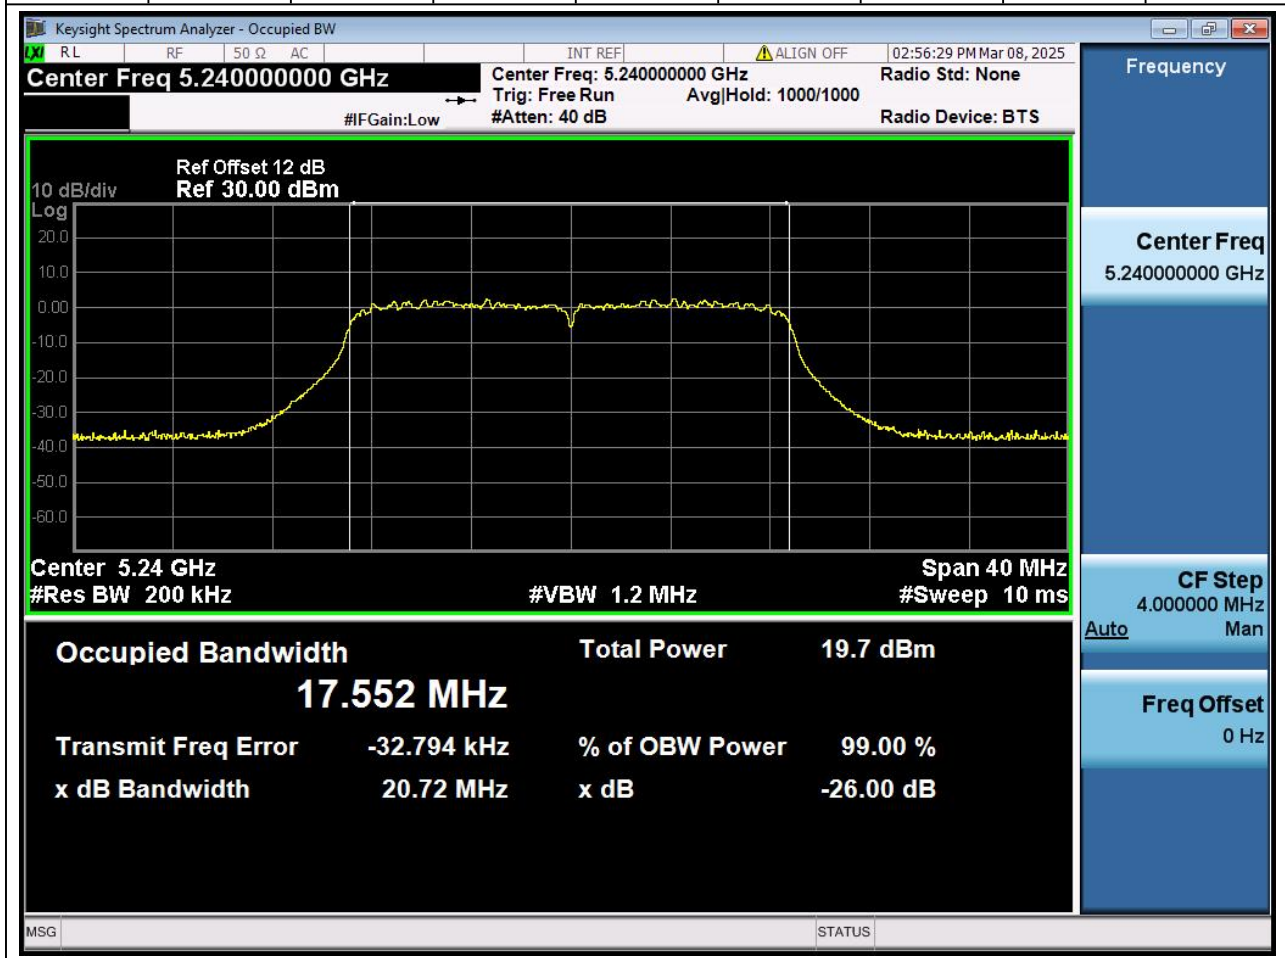 Keysight Spectrum Analyzer - Occupied BW
LXI RL RF 50 Ω AC INT REF ALIGN OFF 02:56:29 PM Mar 08, 2025
Center Freq 5.240000000 GHz Center Freq: 5.240000000 GHz Radio Std: None Frequency
Trig: Free Run Avg|Hold: 1000/1000
#IFGain:Low #Atten: 40 dB Radio Device: BTS
Ref Offset 12 dB
10 dB/div Ref 30.00 dBm
Log
20.0
10.0
0.00
-10.0
-20.0
-30.0
-40.0
-50.0
-60.0
Center Freq
5.240000000 GHz
Center 5.24 GHz Span 40 MHz
#Res BW 200 kHz #VBW 1.2 MHz #Sweep 10 ms
CF Step
4.000000 MHz
Auto Man
Occupied Bandwidth Total Power 19.7 dBm
17.552 MHz
Transmit Freq Error -32.794 kHz % of OBW Power 99.00 %
x dB Bandwidth 20.72 MHz x dB -26.00 dB
Freq Offset
0 Hz
MSG STATUS